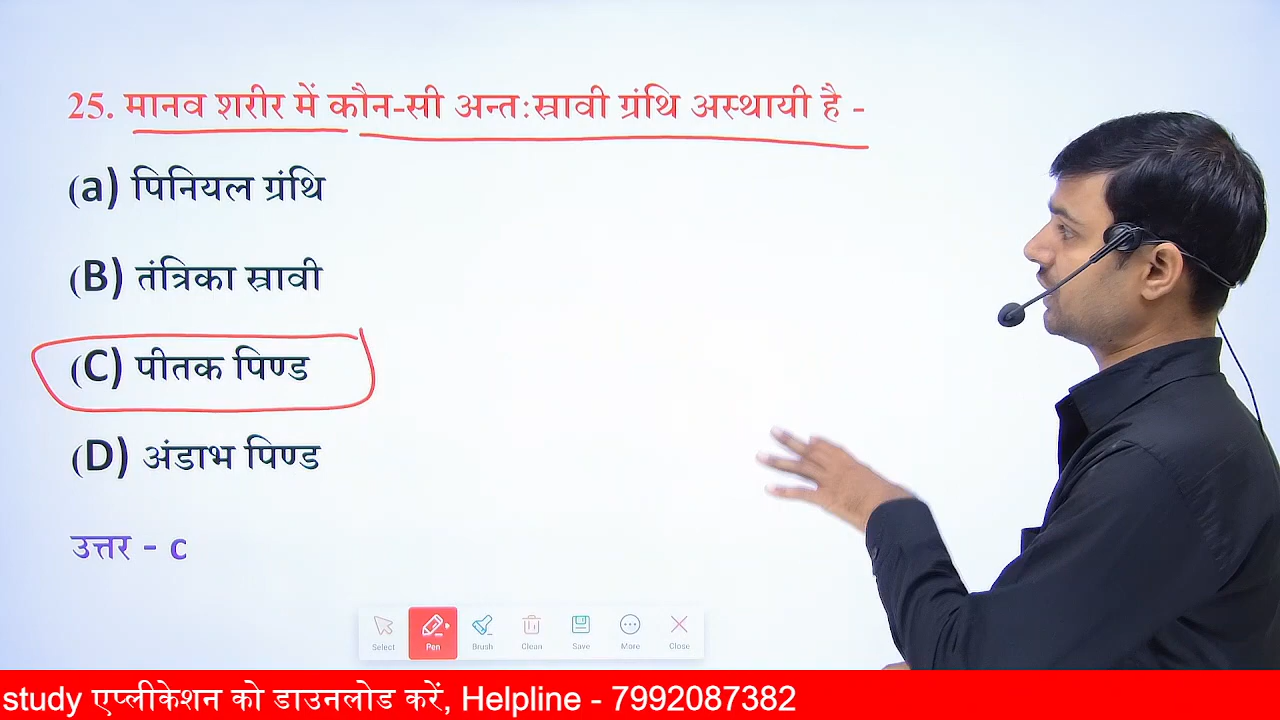 25. मानव शरीर में कौन-सी अन्त:स्रावी ग्रंथि अस्थायी है -
(a) पिनियल ग्रंथि
(B) तंत्रिका स्रावी
(C) पीतक पिण्ड
(D) अंडाभ पिण्ड
उत्तर - c
Select Pen Brush Clean Save More Close
study एप्लीकेशन को डाउनलोड करें, Helpline - 7992087382